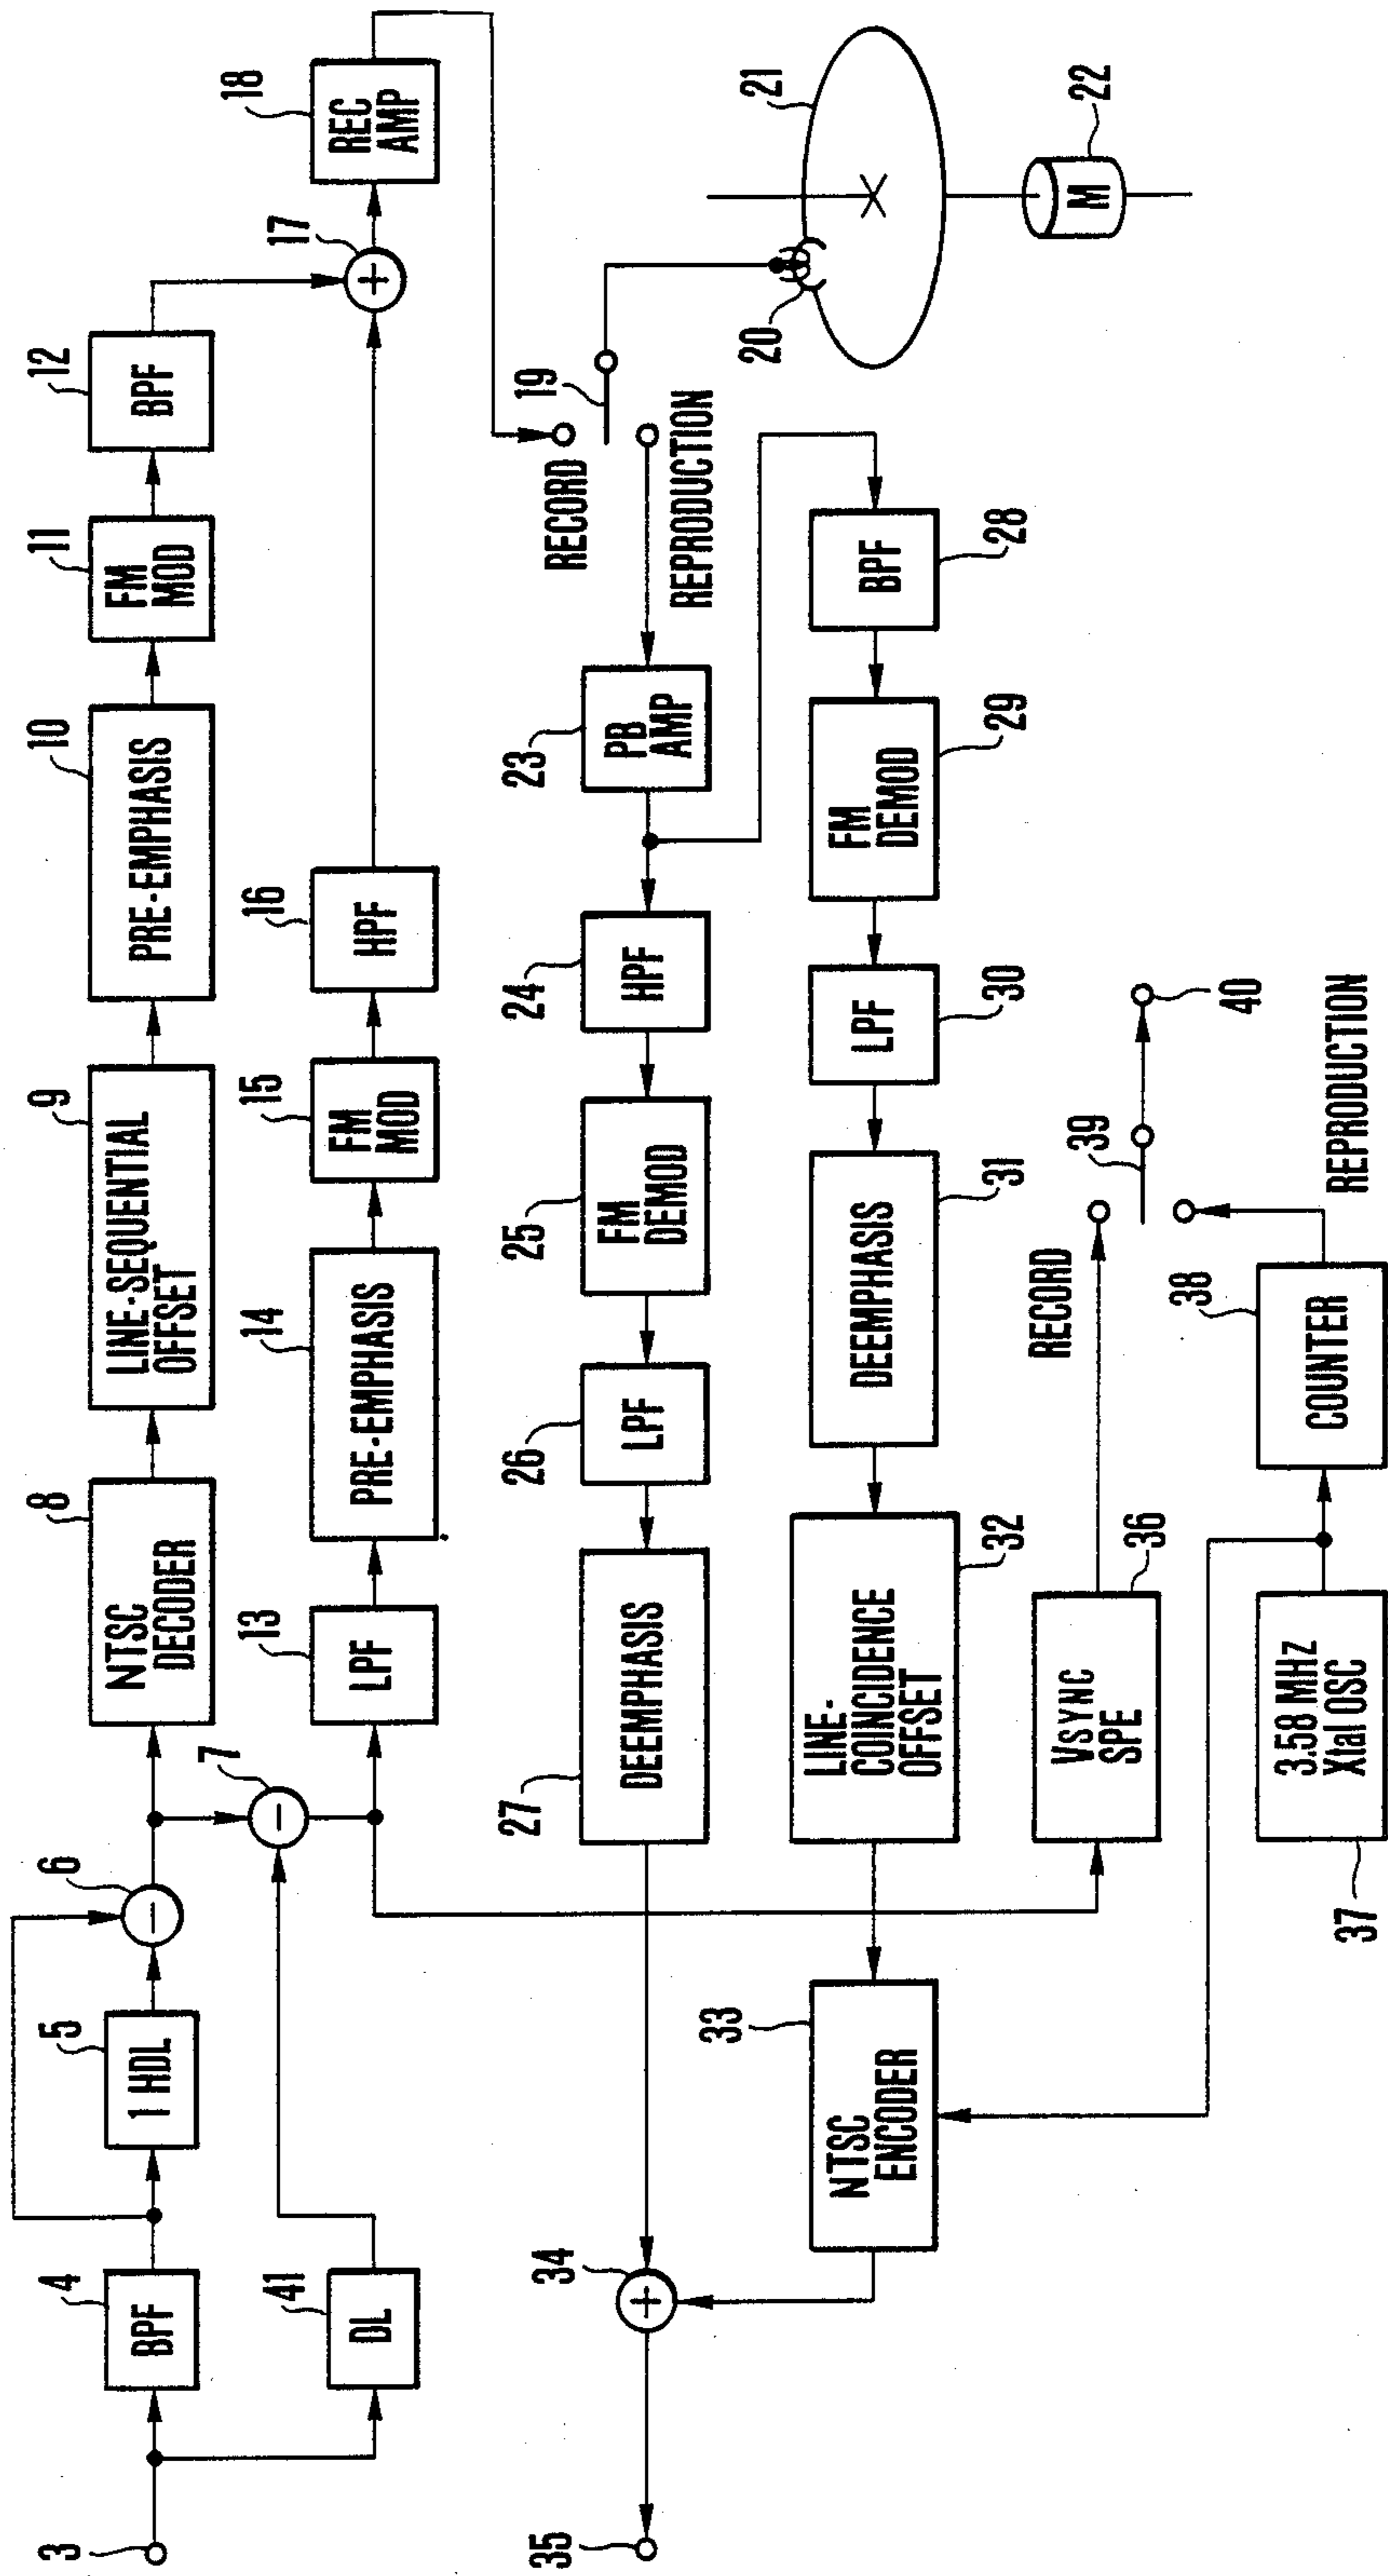 3
4
BPF
5
1 HDL
6
−
7
−
41
DL
8
NTSC
DECODER
9
LINE-SEQUENTIAL
OFFSET
10
PRE-EMPHASIS
11
FM
MOD
12
BPF
13
LPF
14
PRE-EMPHASIS
15
FM
MOD
16
HPF
17
+
18
REC
AMP
RECORD
19
REPRODUCTION
20
21
22
M
23
PB
AMP
24
HPF
25
FM
DEMOD
26
LPF
27
DEEMPHASIS
34
+
35
28
BPF
29
FM
DEMOD
30
LPF
31
DEEMPHASIS
32
LINE-
COINCIDENCE
OFFSET
33
NTSC
ENCODER
36
VSYNC
SPE
RECORD
39
40
REPRODUCTION
37
3.58 MHz
Xtal OSC
38
COUNTER